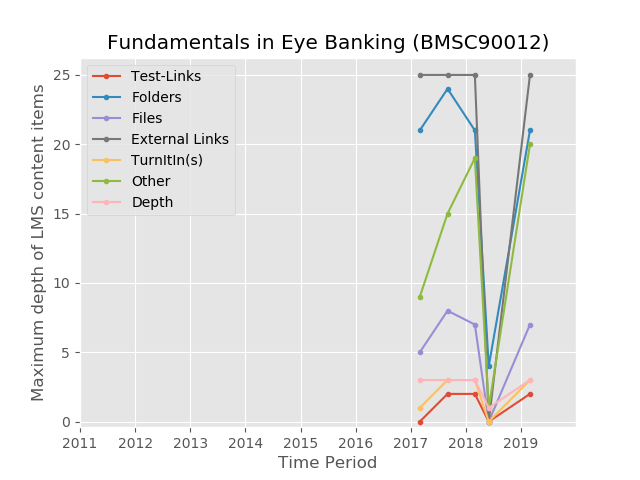 Fundamentals in Eye Banking (BMSC90012)
Maximum depth of LMS content items
25
20
15
10
5
0
Test-Links
Folders
Files
External Links
TurnItIn(s)
Other
Depth
2011 2012 2013 2014 2015 2016 2017 2018 2019
Time Period